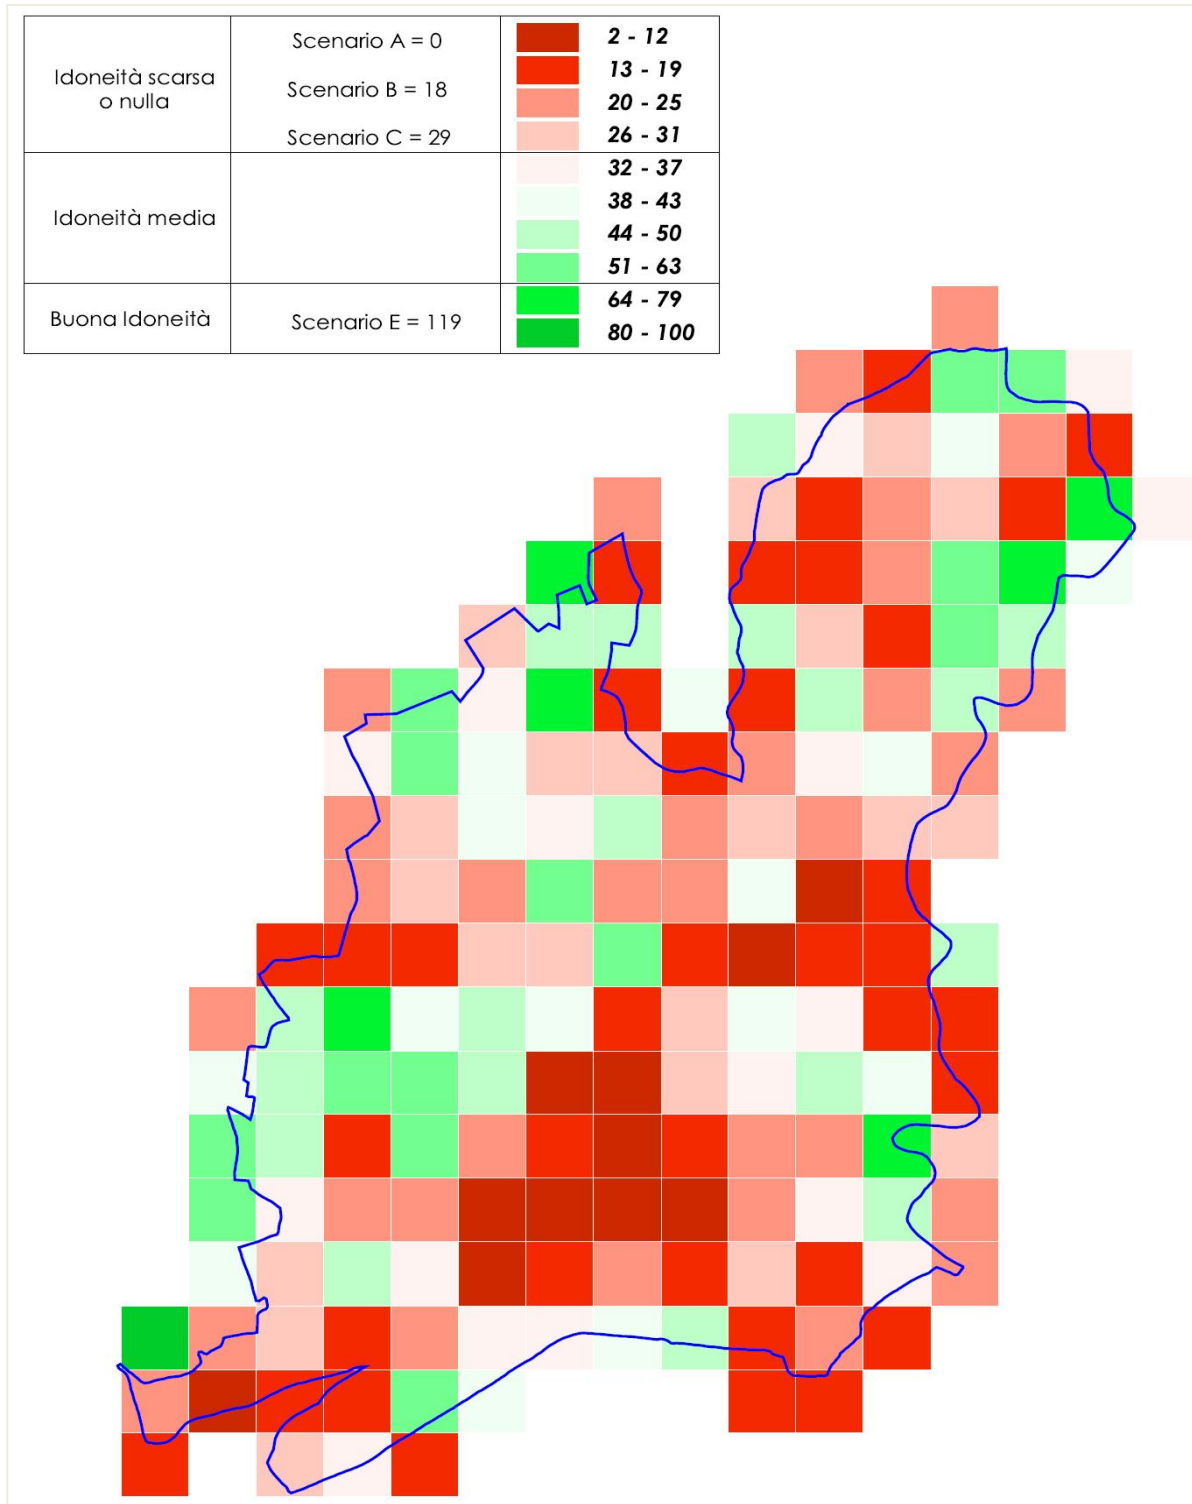 Idoneità scarsa
o nulla
Scenario A = 0
Scenario B = 18
Scenario C = 29
2 - 12
13 - 19
20 - 25
26 - 31
Idoneità media
32 - 37
38 - 43
44 - 50
51 - 63
Buona Idoneità
Scenario E = 119
64 - 79
80 - 100